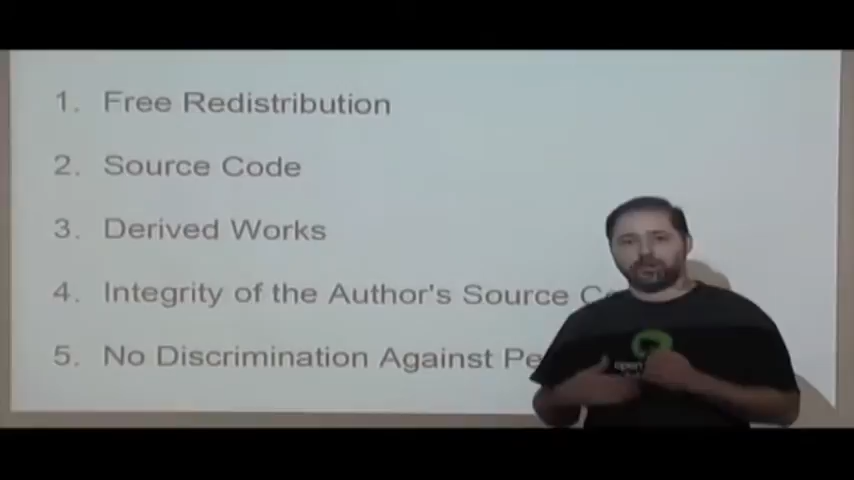 1. Free Redistribution
2. Source Code
3. Derived Works
4. Integrity of the Author's Source
5. No Discrimination Against
open